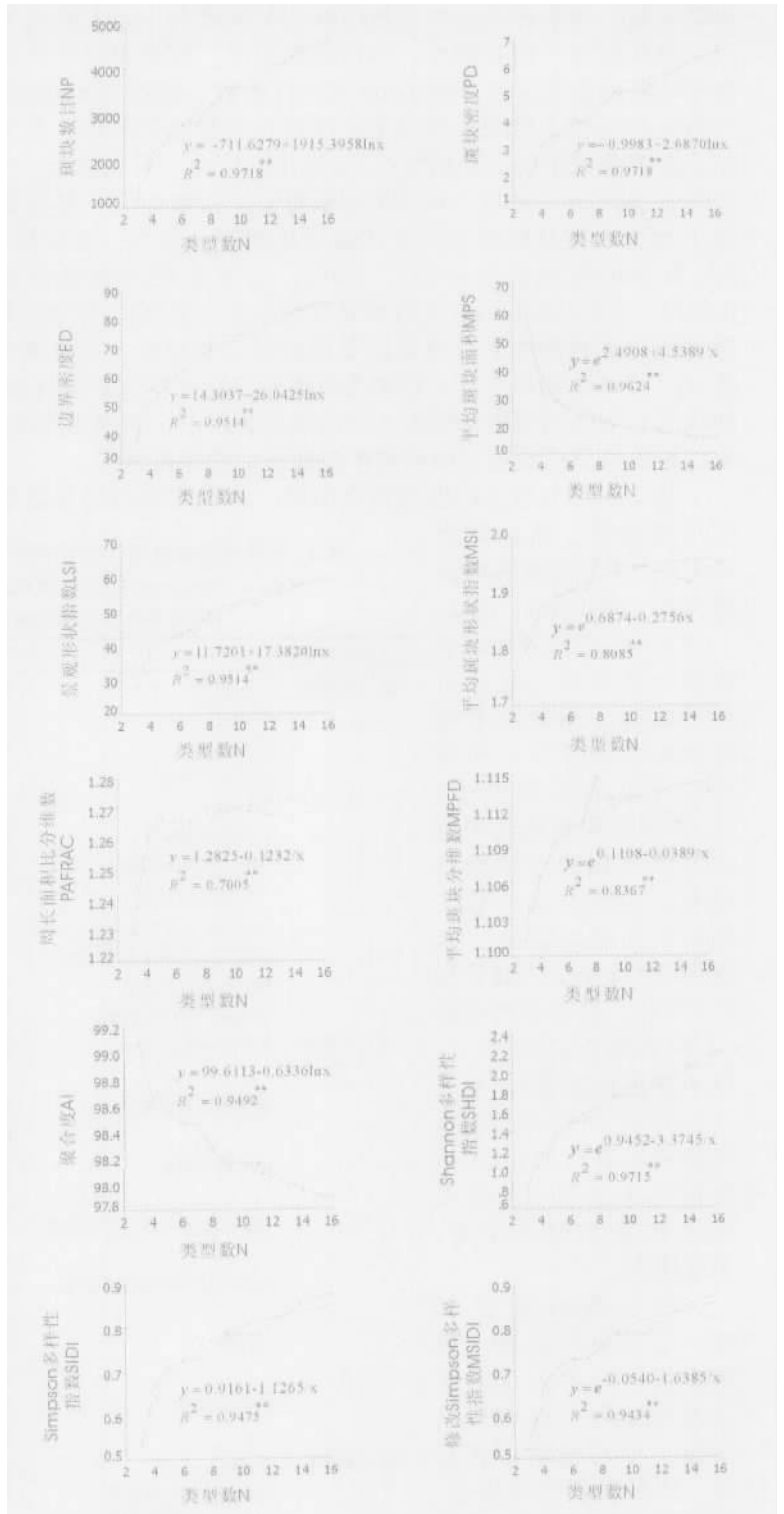 斑块数目NP
5000
4000
3000
2000
1000
y = -711.6279+1915.3958lnx
R² = 0.9718**
2 4 6 8 10 12 14 16
类型数N
斑块密度PD
7
6
5
4
3
2
1
y=-0.9983+2.6870lnx
R² = 0.9718**
2 4 6 8 10 12 14 16
类型数N
边界密度ED
90
80
70
60
50
40
30
y=14.3037+26.0425lnx
R² = 0.9514**
2 4 6 8 10 12 14 16
类型数N
平均斑块面积MPS
70
60
50
40
30
20
10
y=e^2.4908+4.5389/x
R² = 0.9624**
2 4 6 8 10 12 14 16
类型数N
景观形状指数LSI
70
60
50
40
30
20
y=11.7201+17.3820lnx
R² = 0.9514**
2 4 6 8 10 12 14 16
类型数N
平均斑块形状指数MSI
2.0
1.9
1.8
1.7
y=e^0.6874-0.2756/x
R² = 0.8085**
2 4 6 8 10 12 14 16
类型数N
周长面积比分维数
PAFRAC
1.28
1.27
1.26
1.25
1.24
1.23
1.22
y=1.2825-0.1232/x
R² = 0.7005**
2 4 6 8 10 12 14 16
类型数N
平均斑块分维数MPFD
1.115
1.112
1.109
1.106
1.103
1.100
y=e^0.1108-0.0389/x
R² = 0.8367**
2 4 6 8 10 12 14 16
类型数N
聚合度AI
99.2
99.0
98.8
98.6
98.4
98.2
98.0
97.8
y=99.6113-0.6336lnx
R² = 0.9492**
2 4 6 8 10 12 14 16
类型数N
Shannon多样性
指数SHDI
2.4
2.2
2.0
1.8
1.6
1.4
1.2
1.0
.8
.6
y=e^0.9452-3.3745/x
R² = 0.9715**
2 4 6 8 10 12 14 16
类型数N
Simpson多样性
指数SIDI
0.9
0.8
0.7
0.6
0.5
y=0.9161-1.1265/x
R² = 0.9475**
2 4 6 8 10 12 14 16
类型数N
修改Simpson多样
性指数MSIDI
0.9
0.8
0.7
0.6
0.5
y=e^-0.0540-1.6385/x
R² = 0.9434**
2 4 6 8 10 12 14 16
类型数N